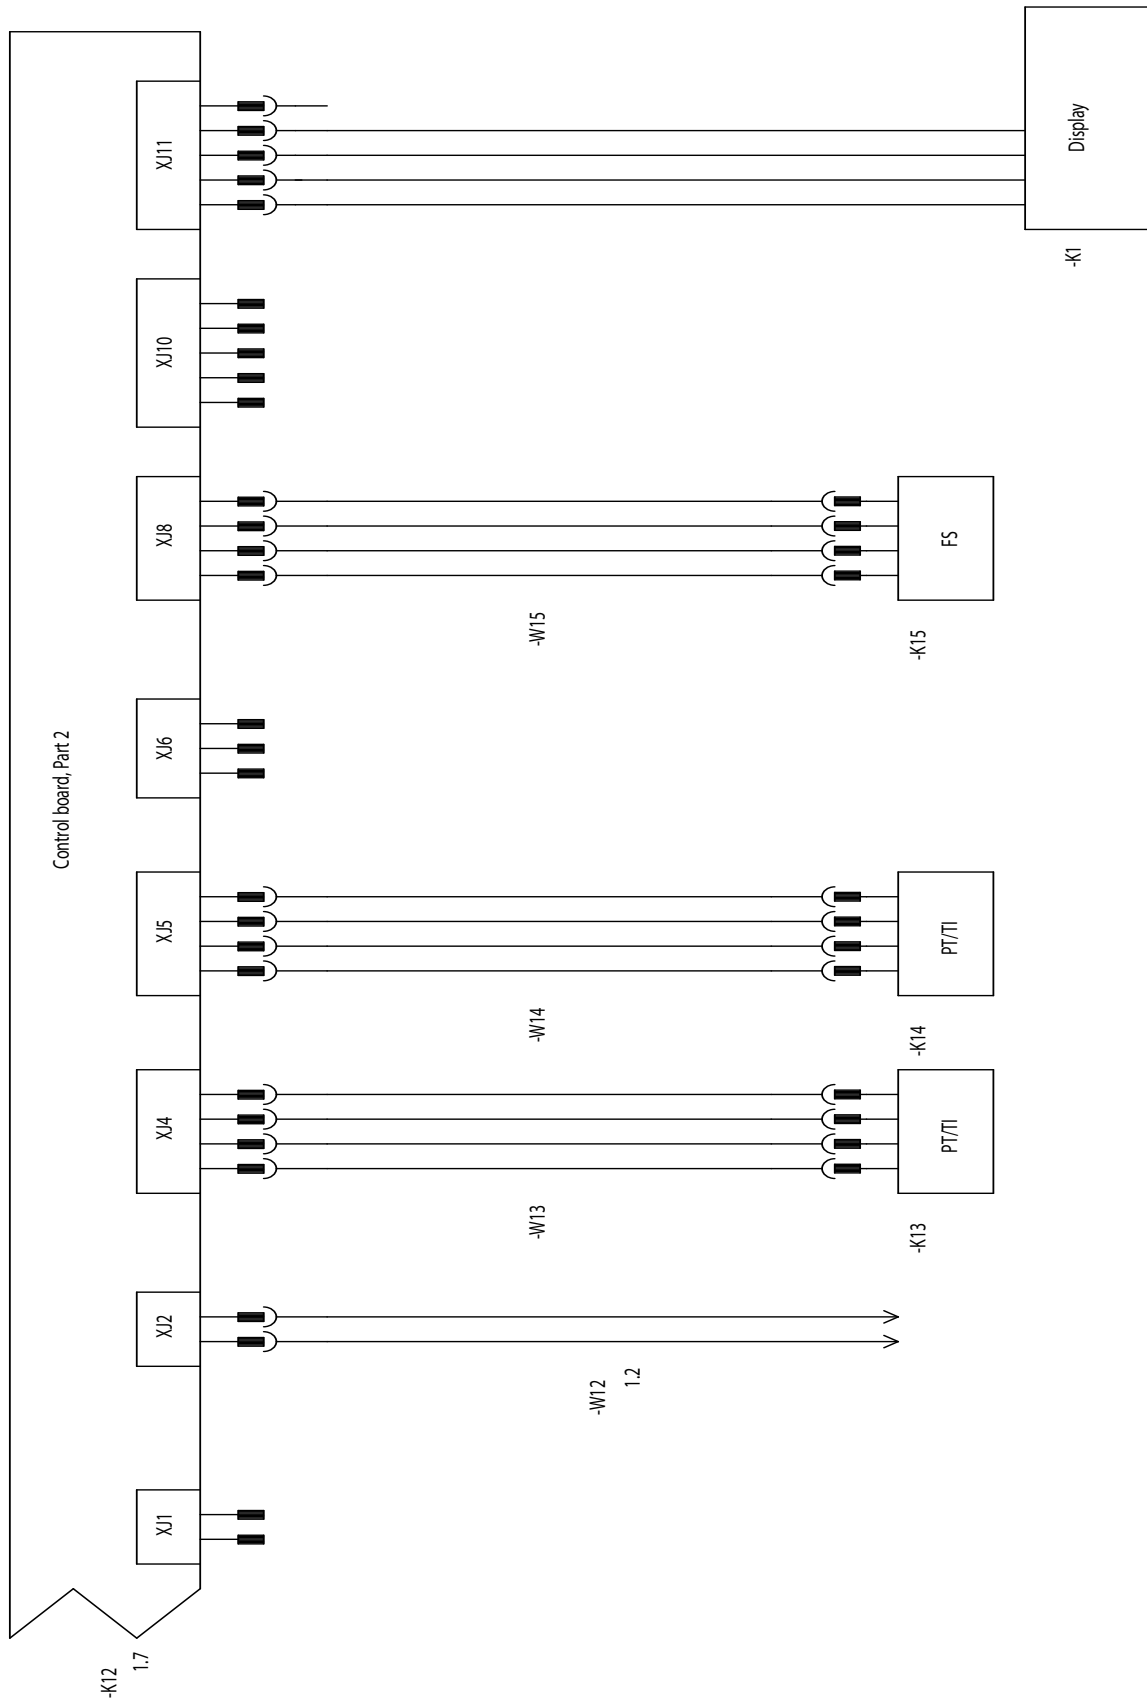 -K12
1.7
Control board, Part 2
XJ1
XJ2
XJ4
XJ5
XJ6
XJ8
XJ10
XJ11
-W12
1.2
-W13
-W14
-W15
-K13
PT/TI
-K14
PT/TI
-K15
FS
-K1
Display